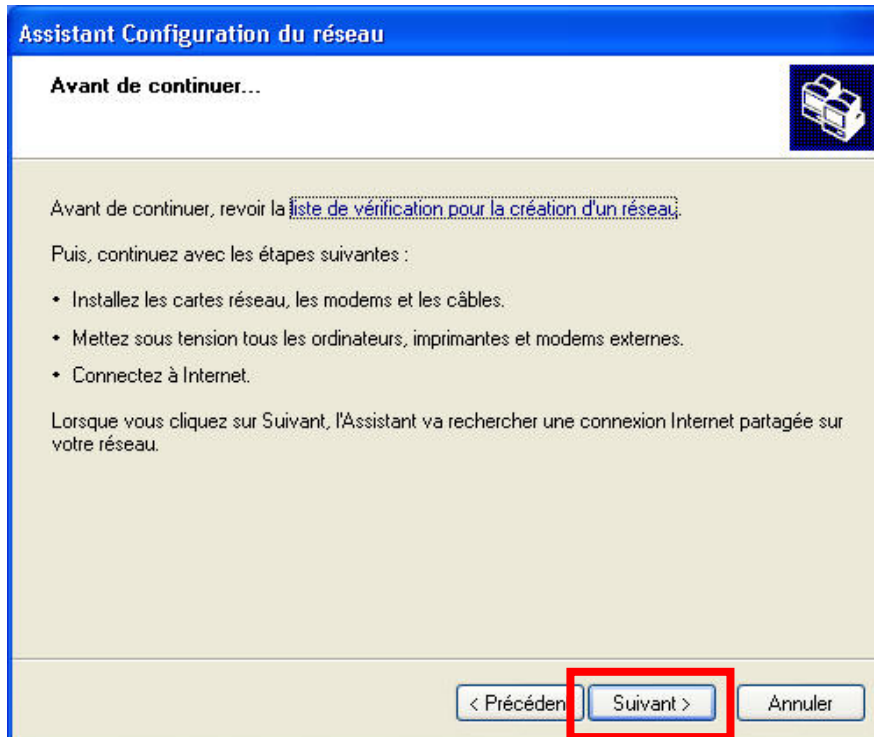 Assistant Configuration du réseau
Avant de continuer...
Avant de continuer, revoir la liste de vérification pour la création d'un réseau.
Puis, continuez avec les étapes suivantes :
• Installez les cartes réseau, les modems et les câbles.
• Mettez sous tension tous les ordinateurs, imprimantes et modems externes.
• Connectez à Internet.
Lorsque vous cliquez sur Suivant, l'Assistant va rechercher une connexion Internet partagée sur
votre réseau.
< Précéden Suivant > Annuler